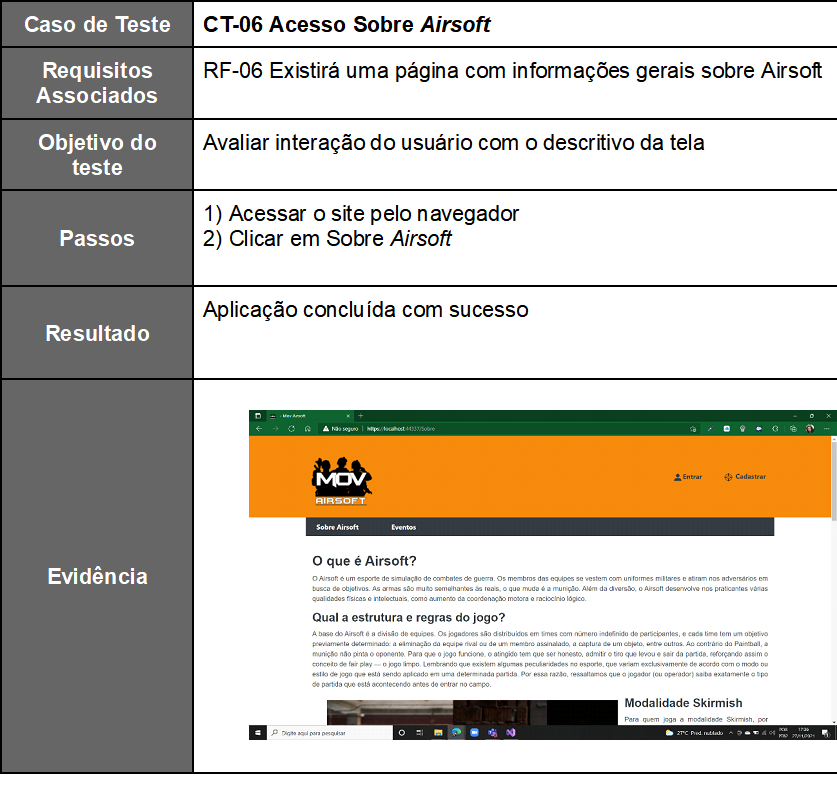 Caso de Teste
CT-06 Acesso Sobre Airsoft
Requisitos
Associados
RF-06 Existirá uma página com informações gerais sobre Airsoft
Objetivo do
teste
Avaliar interação do usuário com o descritivo da tela
Passos
1) Acessar o site pelo navegador
2) Clicar em Sobre Airsoft
Resultado
Aplicação concluída com sucesso
Evidência
- Mov Airsoft
Não seguro
https://localhost:44337/Sobre
MOV
AIRSOFT
Entrar
Cadastrar
Sobre Airsoft
Eventos
O que é Airsoft?
O Airsoft é um esporte de simulação de combates de guerra. Os membros das equipes se vestem com uniformes militares e atiram nos adversários em
busca de objetivos. As armas são muito semelhantes às reais, o que muda é a munição. Além da diversão, o Airsoft desenvolve nos praticantes várias
qualidades físicas e intelectuais, como aumento da coordenação motora e raciocínio lógico.
Qual a estrutura e regras do jogo?
A base do Airsoft é a divisão de equipes. Os jogadores são distribuídos em times com número indefinido de participantes, e cada time tem um objetivo
previamente determinado: a eliminação da equipe rival ou de um membro assinalado, a captura de um objeto, entre outros. Ao contrário do Paintball, a
munição não pinta o oponente. Para que o jogo funcione, o atingido tem que ser honesto, admitir o tiro que levou e sair da partida, reforçando assim o
conceito de fair play — o jogo limpo. Lembrando que existem algumas peculiaridades no esporte, que variam exclusivamente de acordo com o modo ou
estilo de jogo que está sendo aplicado em uma determinada partida. Por essa razão, ressaltamos que o jogador (ou operador) saiba exatamente o tipo
de partida que está acontecendo antes de entrar no campo.
Modalidade Skirmish
Para quem joga a modalidade Skirmish, por
Digite aqui para pesquisar
27°C Pred. nublado
POR
PTB2
17:26
27/11/2021